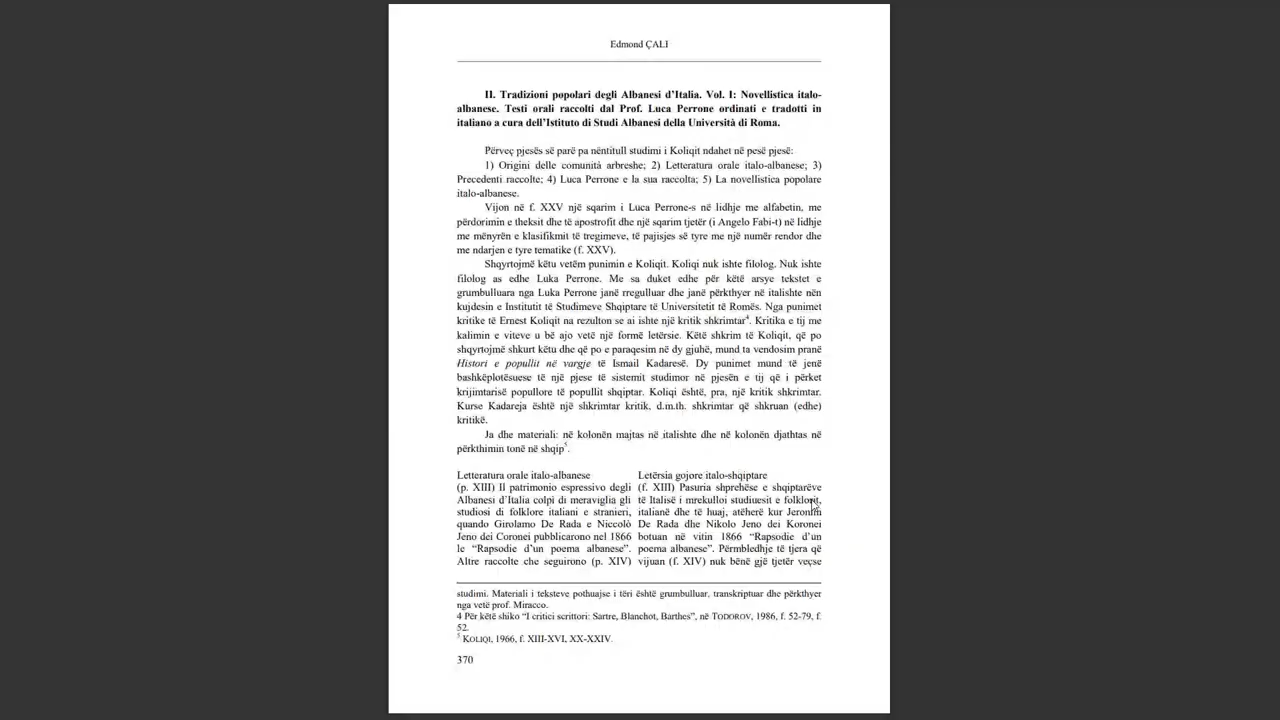 Edmond ÇALI
II. Tradizioni popolari degli Albanesi d'Italia. Vol. I: Novellistica italo-
albanese. Testi orali raccolti dal Prof. Luca Perrone ordinati e tradotti in
italiano a cura dell'Istituto di Studi Albanesi della Università di Roma.
Përveç pjesës së parë pa nëntitull studimi i Koliqit ndahet në pesë pjesë:
1) Origini delle comunità arbreshe; 2) Letteratura orale italo-albanese; 3)
Precedenti raccolte; 4) Luca Perrone e la sua raccolta; 5) La novellistica popolare
italo-albanese.
Vijon në f. XXV një sqarim i Luca Perrone-s në lidhje me alfabetin, me
përdorimin e theksit dhe të apostrofit dhe një sqarim tjetër (i Angelo Fabi-t) në lidhje
me mënyrën e klasifikmit të tregimeve, të pajisjes së tyre me një numër rendor dhe
me ndarjen e tyre tematike (f. XXV).
Shqyrtojmë këtu vetëm punimin e Koliqit. Koliqi nuk ishte filolog. Nuk ishte
filolog as edhe Luka Perrone. Me sa duket edhe për këtë arsye tekstet e
grumbulluara nga Luka Perrone janë rregulluar dhe janë përkthyer në italishte nën
kujdesin e Institutit të Studimeve Shqiptare të Universitetit të Romës. Nga punimet
kritike të Ernest Koliqit na rezulton se ai ishte një kritik shkrimtar4. Kritika e tij me
kalimin e viteve u bë ajo vetë një formë letërsie. Këtë shkrim të Koliqit, që po
shqyrtojmë shkurt këtu dhe që po e paraqesim në dy gjuhë, mund ta vendosim pranë
Histori e popullit në vargje të Ismail Kadaresë. Dy punimet mund të jenë
bashkëplotësuese të një pjese të sistemit studimor në pjesën e tij që i përket
krijimtarisë popullore të popullit shqiptar. Koliqi është, pra, një kritik shkrimtar.
Kurse Kadareja është një shkrimtar kritik, d.m.th. shkrimtar që shkruan (edhe)
kritikë.
Ja dhe materiali: në kolonën majtas në italishte dhe në kolonën djathtas në
përkthimin tonë në shqip5.
Letteratura orale italo-albanese
(p. XIII) Il patrimonio espressivo degli
Albanesi d'Italia colpì di meraviglia gli
studiosi di folklore italiani e stranieri,
quando Girolamo De Rada e Niccolò
Jeno dei Coronei pubblicarono nel 1866
le “Rapsodie d'un poema albanese”.
Altre raccolte che seguirono (p. XIV)
Letërsia gojore italo-shqiptare
(f. XIII) Pasuria shprehëse e shqiptarëve
të Italisë i mrekulloi studiuesit e folklorit,
italianë dhe të huaj, atëherë kur Jeronim
De Rada dhe Nikolo Jeno dei Koronei
botuan në vitin 1866 “Rapsodie d'un
poema albanese”. Përmbledhje të tjera që
vijuan (f. XIV) nuk bënë gjë tjetër veçse
studimi. Materiali i teksteve pothuajse i tëri është grumbulluar, transkriptuar dhe përkthyer
nga vetë prof. Miracco.
4 Për këtë shiko “I critici scrittori: Sartre, Blanchot, Barthes”, në TODOROV, 1986, f. 52-79, f.
52.
5 KOLIQI, 1966, f. XIII-XVI, XX-XXIV.
370